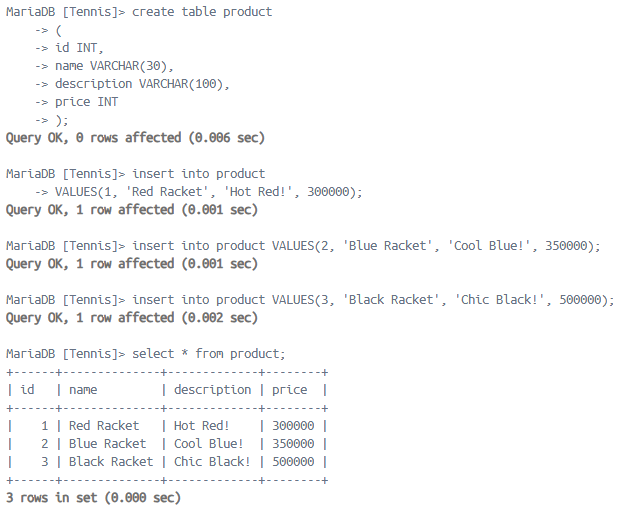 MariaDB [Tennis]> create table product
    -> (
    -> id INT,
    -> name VARCHAR(30),
    -> description VARCHAR(100),
    -> price INT
    -> );
Query OK, 0 rows affected (0.006 sec)

MariaDB [Tennis]> insert into product
    -> VALUES(1, 'Red Racket', 'Hot Red!', 300000);
Query OK, 1 row affected (0.001 sec)

MariaDB [Tennis]> insert into product VALUES(2, 'Blue Racket', 'Cool Blue!', 350000);
Query OK, 1 row affected (0.001 sec)

MariaDB [Tennis]> insert into product VALUES(3, 'Black Racket', 'Chic Black!', 500000);
Query OK, 1 row affected (0.002 sec)

MariaDB [Tennis]> select * from product;
+------+--------------+-------------+--------+
| id   | name         | description | price  |
+------+--------------+-------------+--------+
|    1 | Red Racket   | Hot Red!    | 300000 |
|    2 | Blue Racket  | Cool Blue!  | 350000 |
|    3 | Black Racket | Chic Black! | 500000 |
+------+--------------+-------------+--------+
3 rows in set (0.000 sec)